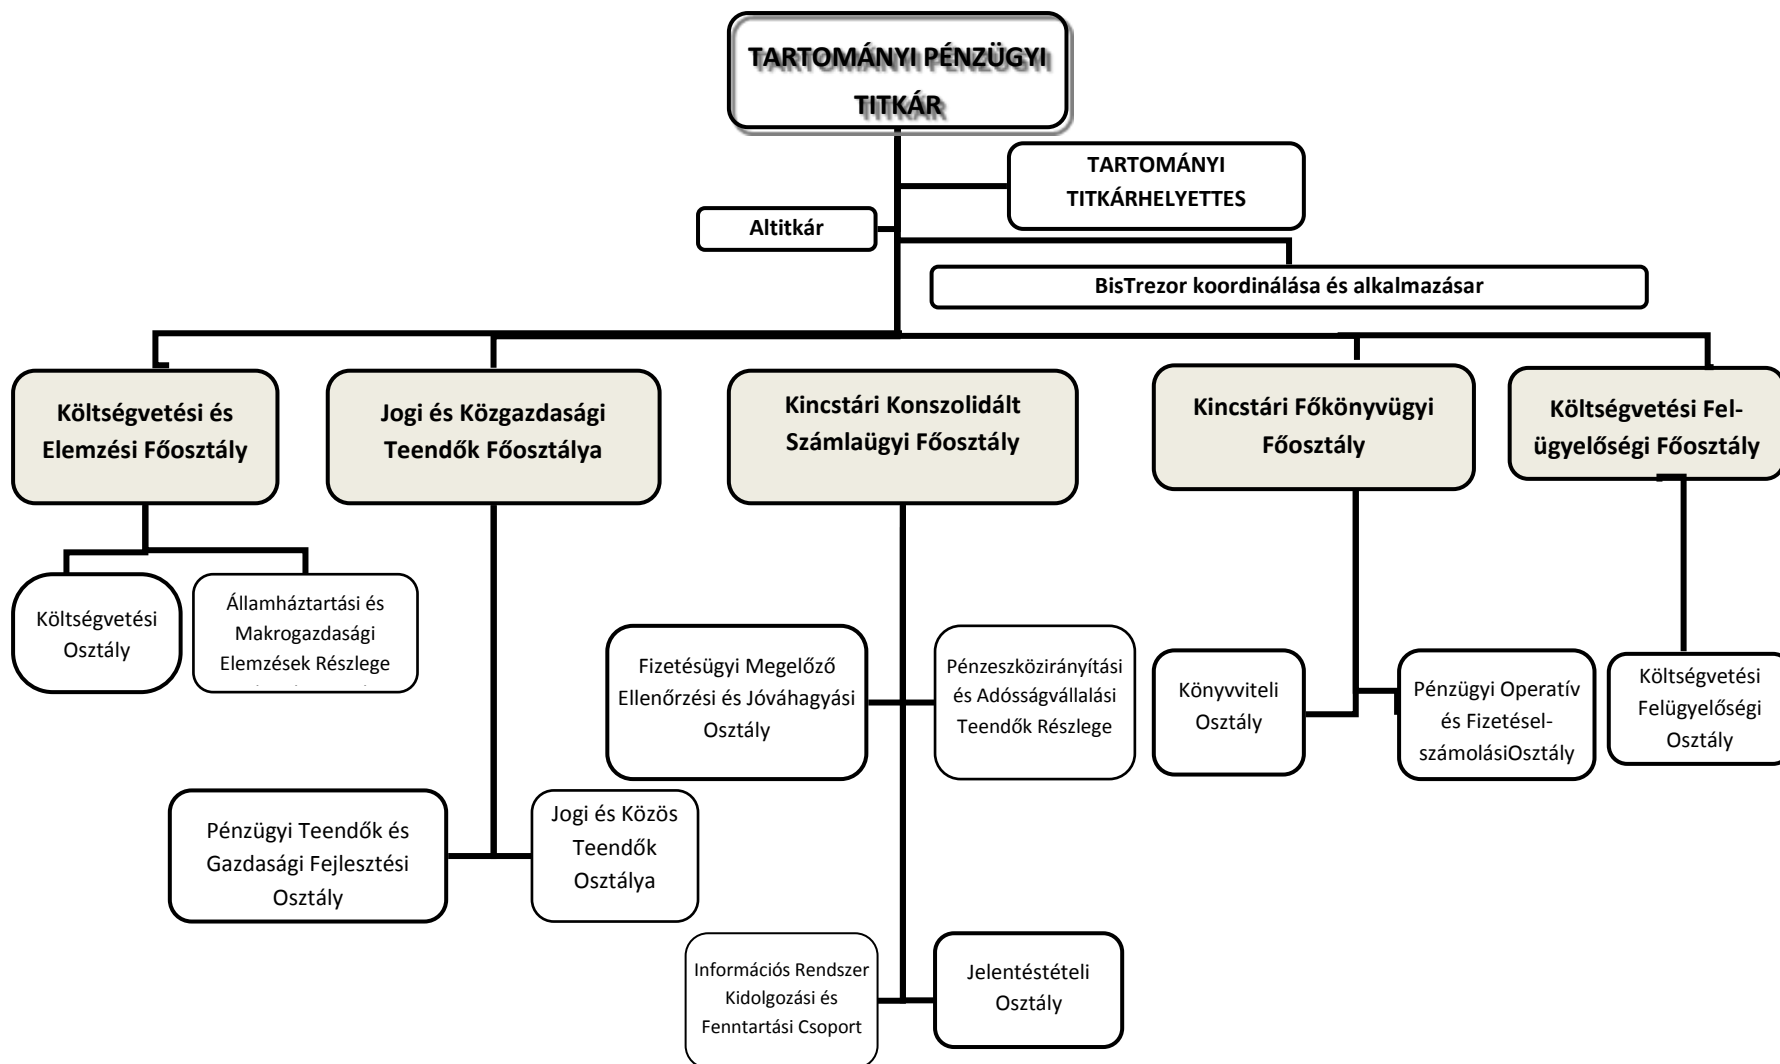 TARTOMÁNYI PÉNZÜGYI
TITKÁR
TARTOMÁNYI
TITKÁRHELYETTES
Altitkár
BisTrezor koordinálása és alkalmazásar
Költségvetési és
Elemzési Főosztály
Jogi és Közgazdasági
Teendők Főosztálya
Kincstári Konszolidált
Számlaügyi Főosztály
Kincstári Főkönyvügyi
Főosztály
Költségvetési Fel-
ügyelőségi Főosztály
Költségvetési
Osztály
Államháztartási és
Makrogazdasági
Elemzések Részlege
Fizetésügyi Megelőző
Ellenőrzési és Jóváhagyási
Osztály
Pénzeszközirányítási
és Adósságvállalási
Teendők Részlege
Könyvviteli
Osztály
Pénzügyi Operatív
és Fizetésel-
számolásiOsztály
Költségvetési
Felügyelőségi
Osztály
Pénzügyi Teendők és
Gazdasági Fejlesztési
Osztály
Jogi és Közös
Teendők
Osztálya
Információs Rendszer
Kidolgozási és
Fenntartási Csoport
Jelentéstételi
Osztály